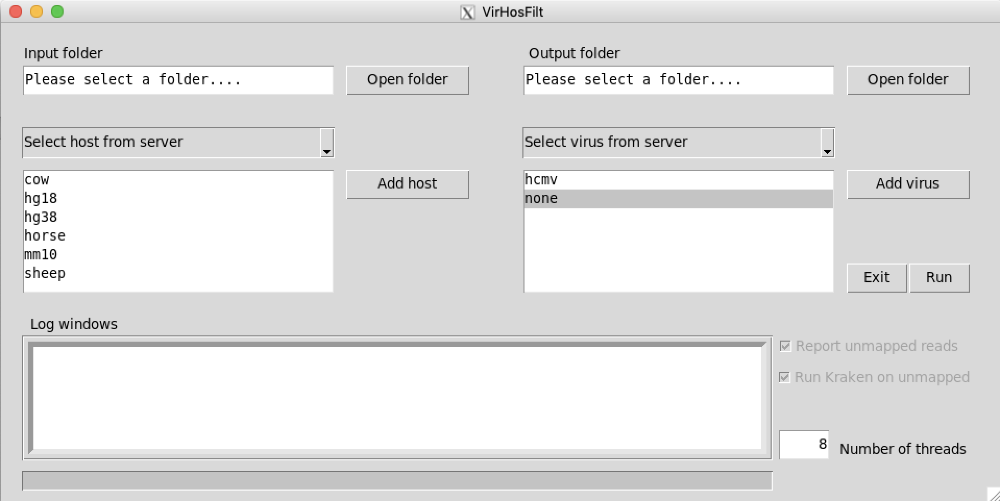 VirHosFilt
Input folder
Output folder
Please select a folder....
Open folder
Please select a folder....
Open folder
Select host from server
Select virus from server
cow
hg18
hg38
horse
mm10
sheep
Add host
hcmv
none
Add virus
Exit
Run
Log windows
Report unmapped reads
Run Kraken on unmapped
8
Number of threads